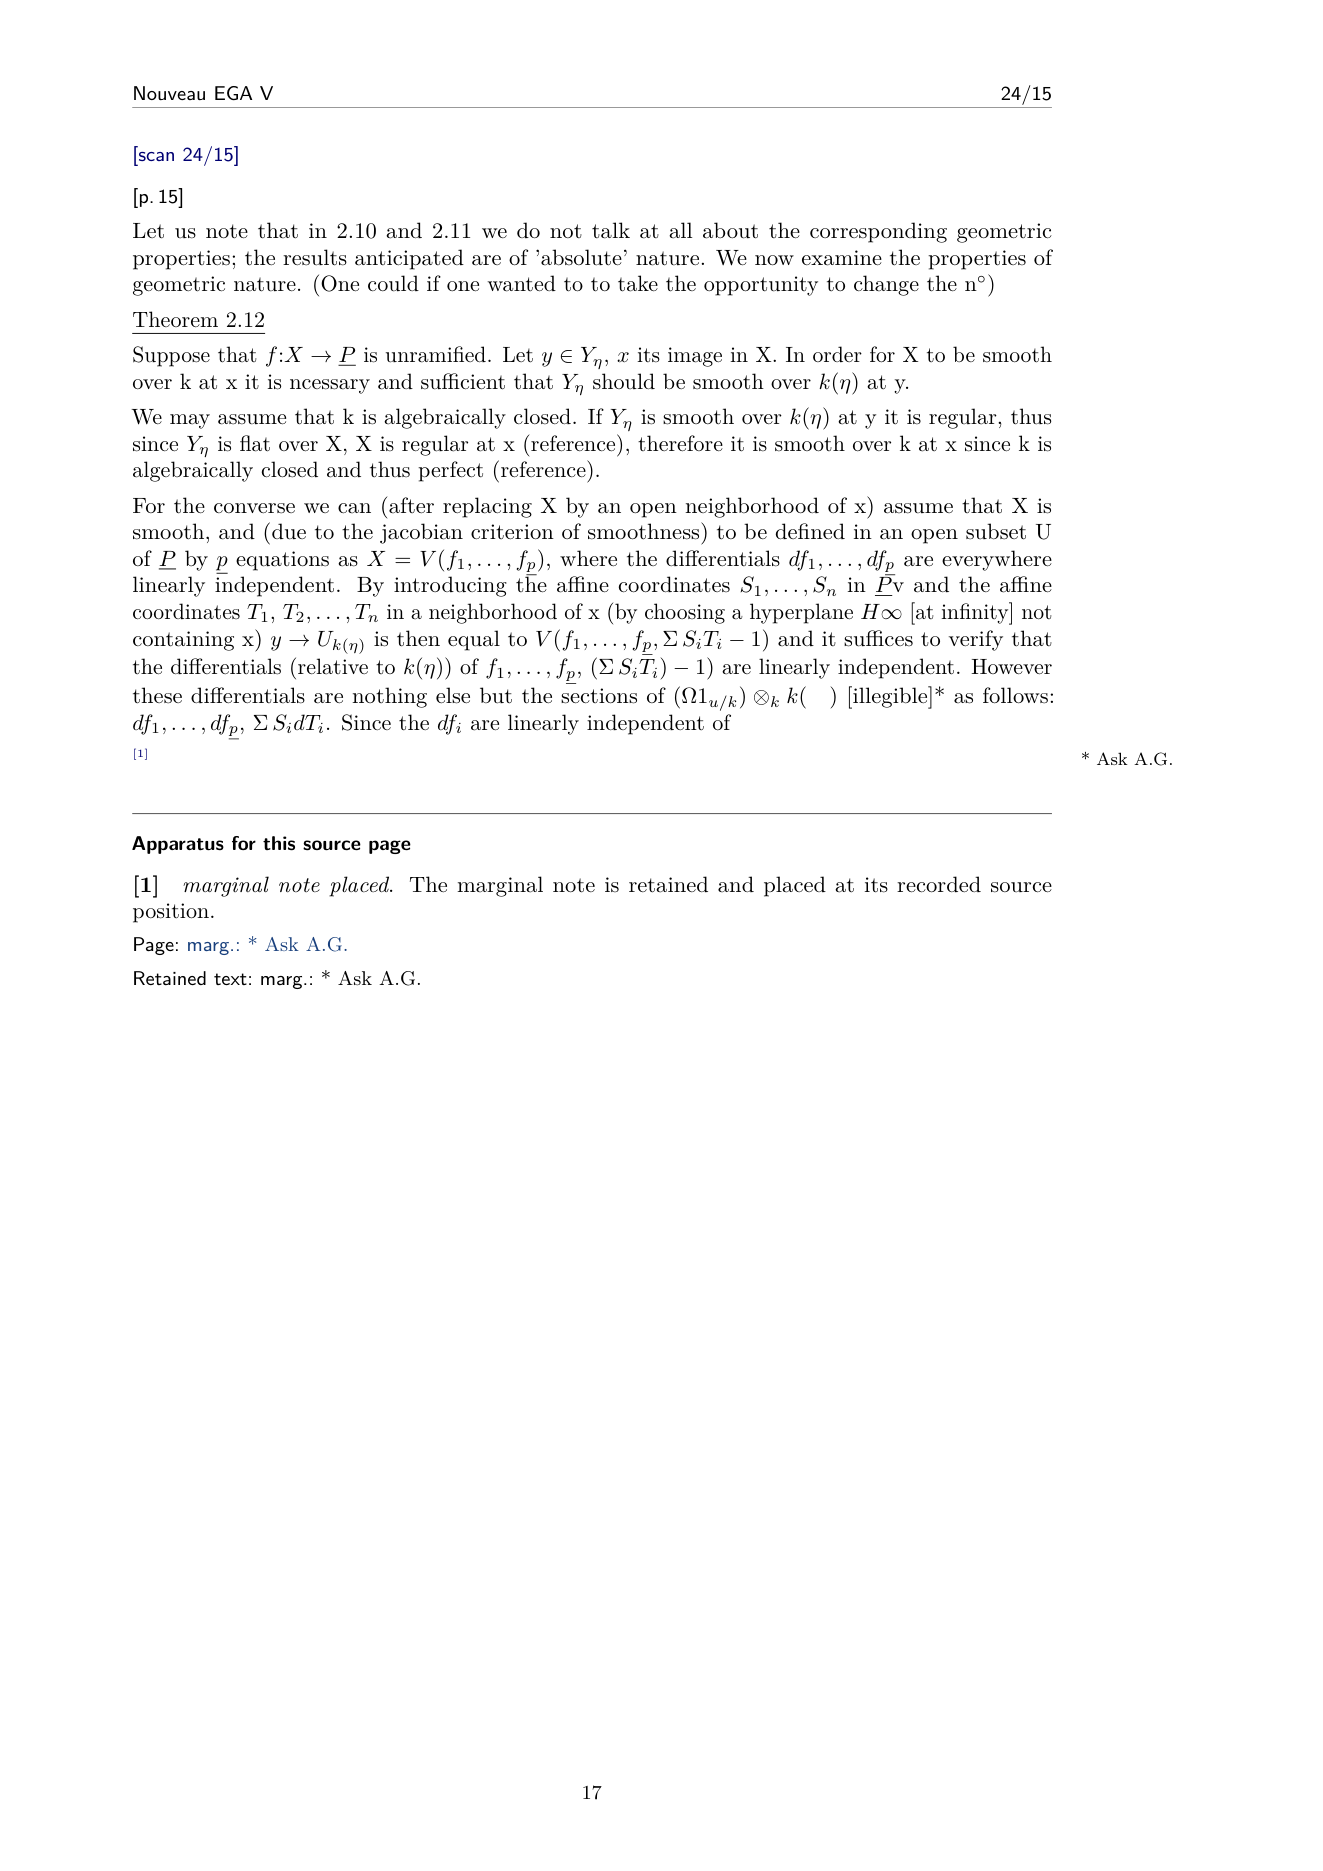 Nouveau EGA V 24/15
[scan 24/15]
[p. 15]
Let us note that in 2.10 and 2.11 we do not talk at all about the corresponding geometric
properties; the results anticipated are of ’absolute’ nature. We now examine the properties of
geometric nature. (One could if one wanted to to take the opportunity to change the n°)
Theorem 2.12
Suppose that f:X → P is unramified. Let y ∈ Y_η, x its image in X. In order for X to be smooth
over k at x it is ncessary and sufficient that Y_η should be smooth over k(η) at y.
We may assume that k is algebraically closed. If Y_η is smooth over k(η) at y it is regular, thus
since Y_η is flat over X, X is regular at x (reference), therefore it is smooth over k at x since k is
algebraically closed and thus perfect (reference).
For the converse we can (after replacing X by an open neighborhood of x) assume that X is
smooth, and (due to the jacobian criterion of smoothness) to be defined in an open subset U
of P by p equations as X = V(f_1, . . . , f_p), where the differentials df_1, . . . , df_p are everywhere
linearly independent. By introducing the affine coordinates S_1, . . . , S_n in Pv and the affine
coordinates T_1, T_2, . . . , T_n in a neighborhood of x (by choosing a hyperplane H∞ [at infinity] not
containing x) y → U_{k(η)} is then equal to V(f_1, . . . , f_p, Σ S_iT_i − 1) and it suffices to verify that
the differentials (relative to k(η)) of f_1, . . . , f_p, (Σ S_iT_i) − 1) are linearly independent. However
these differentials are nothing else but the sections of (Ω1_{u/k}) ⊗_k k( ) [illegible]* as follows:
df_1, . . . , df_p, Σ S_idT_i. Since the df_i are linearly independent of
[1] * Ask A.G.
Apparatus for this source page
[1] marginal note placed. The marginal note is retained and placed at its recorded source
position.
Page: marg.: * Ask A.G.
Retained text: marg.: * Ask A.G.
17